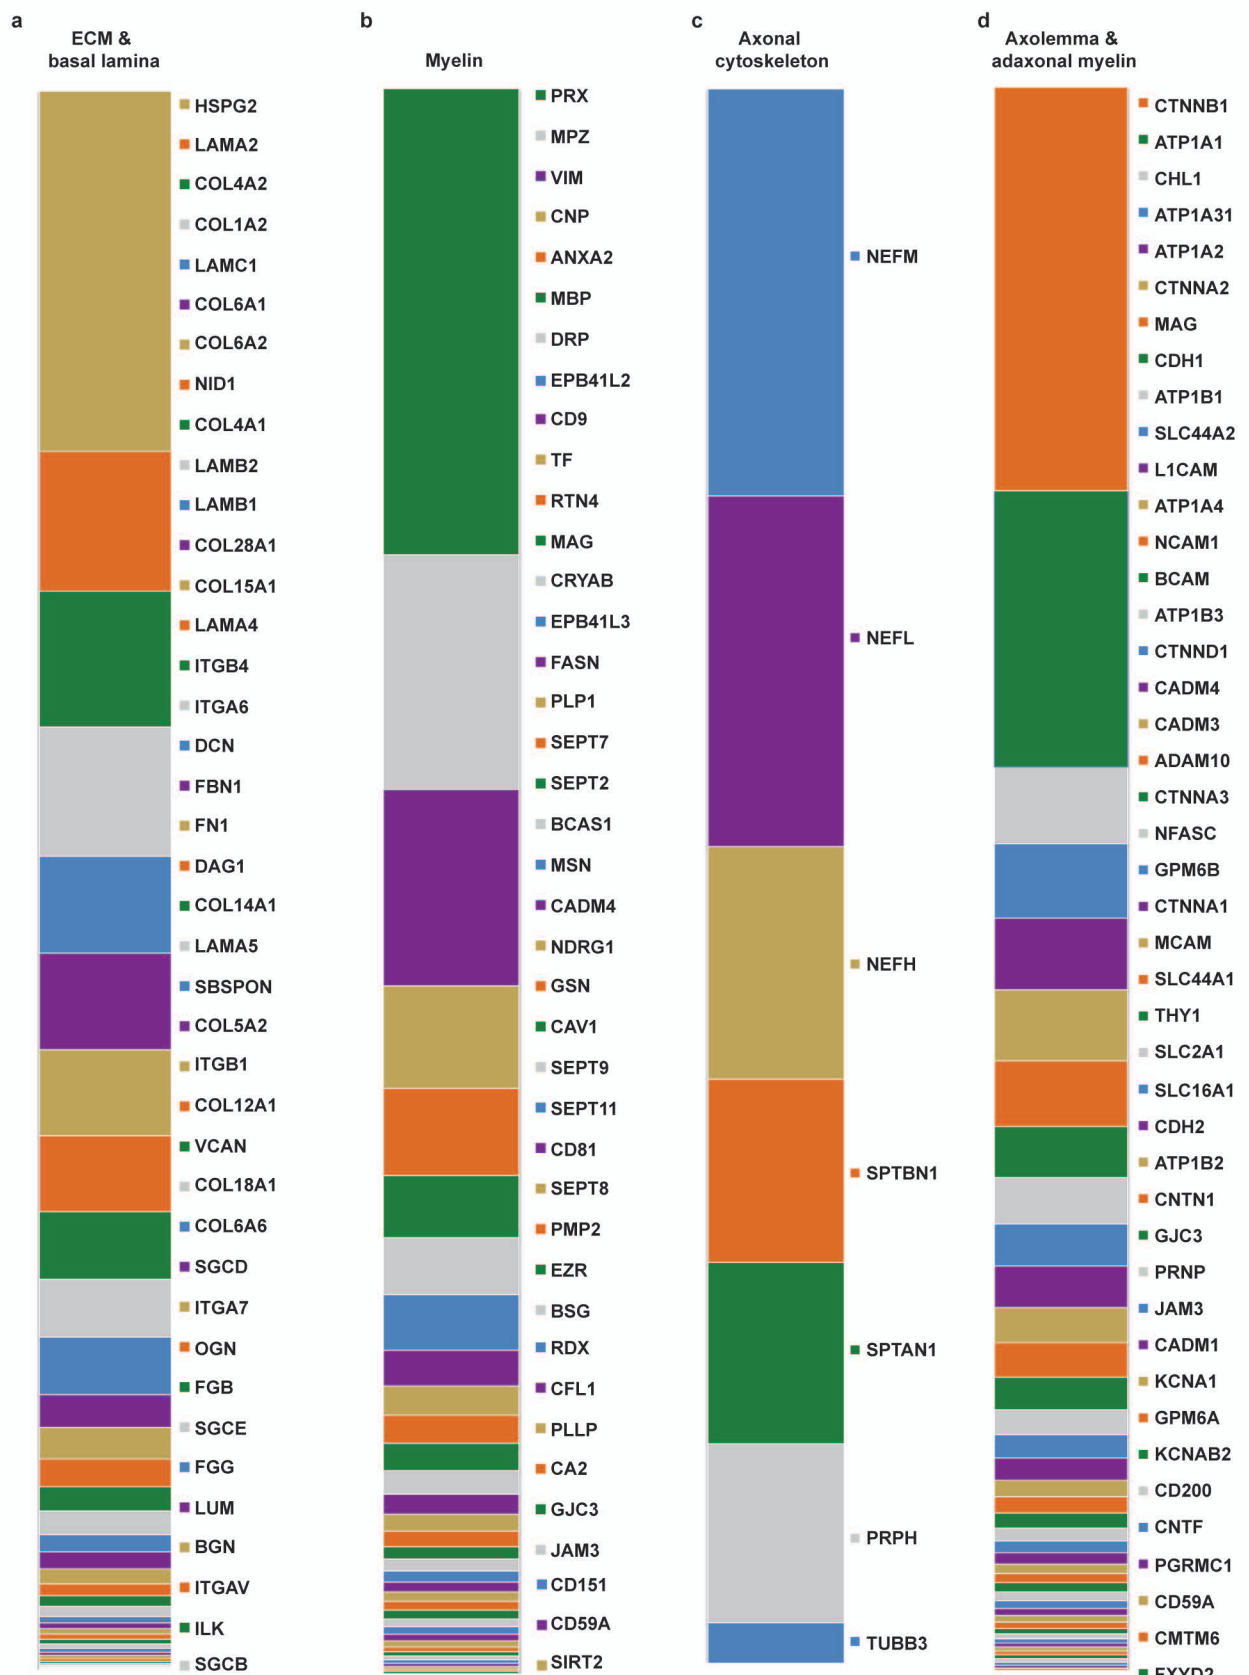 a
ECM &
basal lamina
HSPG2
LAMA2
COL4A2
COL1A2
LAMC1
COL6A1
COL6A2
NID1
COL4A1
LAMB2
LAMB1
COL28A1
COL15A1
LAMA4
ITGB4
ITGA6
DCN
FBN1
FN1
DAG1
COL14A1
LAMA5
SBSPON
COL5A2
ITGB1
COL12A1
VCAN
COL18A1
COL6A6
SGCD
ITGA7
OGN
FGB
SGCE
FGG
LUM
BGN
ITGAV
ILK
SGCB
b
Myelin
PRX
MPZ
VIM
CNP
ANXA2
MBP
DRP
EPB41L2
CD9
TF
RTN4
MAG
CRYAB
EPB41L3
FASN
PLP1
SEPT7
SEPT2
BCAS1
MSN
CADM4
NDRG1
GSN
CAV1
SEPT9
SEPT11
CD81
SEPT8
PMP2
EZR
BSG
RDX
CFL1
PLLP
CA2
GJC3
JAM3
CD151
CD59A
SIRT2
c
Axonal
cytoskeleton
NEFM
NEFL
NEFH
SPTBN1
SPTAN1
PRPH
TUBB3
d
Axolemma &
adaxonal myelin
CTNNB1
ATP1A1
CHL1
ATP1A31
ATP1A2
CTNNA2
MAG
CDH1
ATP1B1
SLC44A2
L1CAM
ATP1A4
NCAM1
BCAM
ATP1B3
CTNND1
CADM4
CADM3
ADAM10
CTNNA3
NFASC
GPM6B
CTNNA1
MCAM
SLC44A1
THY1
SLC2A1
SLC16A1
CDH2
ATP1B2
CNTN1
GJC3
PRNP
JAM3
CADM1
KCNA1
GPM6A
KCNAB2
CD200
CNTF
PGRMC1
CD59A
CMTM6